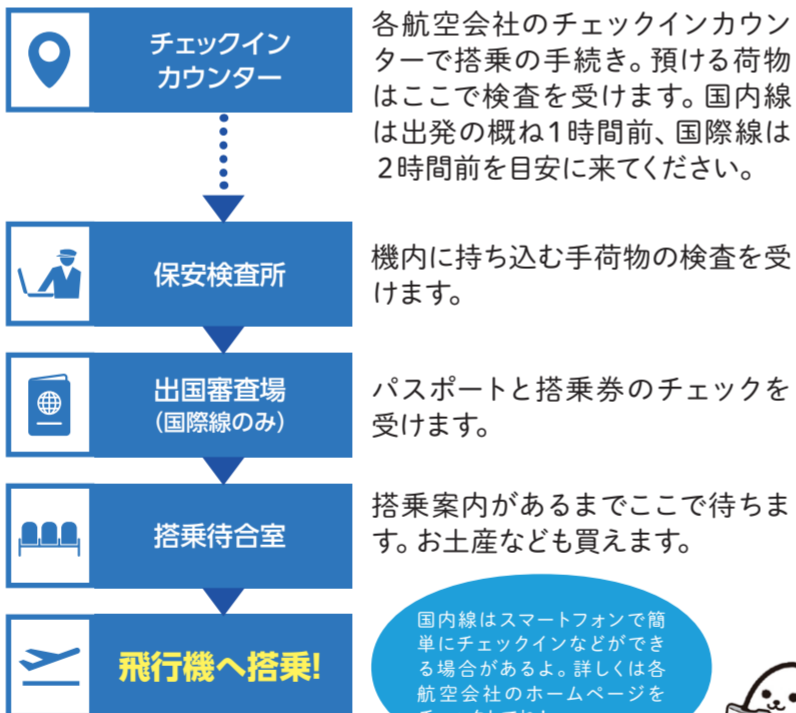 チェックイン
カウンター
各航空会社のチェックインカウン
ターで搭乗の手続き。預ける荷物
はここで検査を受けます。国内線
は出発の概ね1時間前、国際線は
2時間前を目安に来てください。
保安検査所
機内に持ち込む手荷物の検査を受
けます。
出国審査場
(国際線のみ)
パスポートと搭乗券のチェックを
受けます。
搭乗待合室
搭乗案内があるまでここで待ちま
す。お土産なども買えます。
飛行機へ搭乗!
国内線はスマートフォンで簡
単にチェックインなどができ
る場合があるよ。詳しくは各
航空会社のホームページを